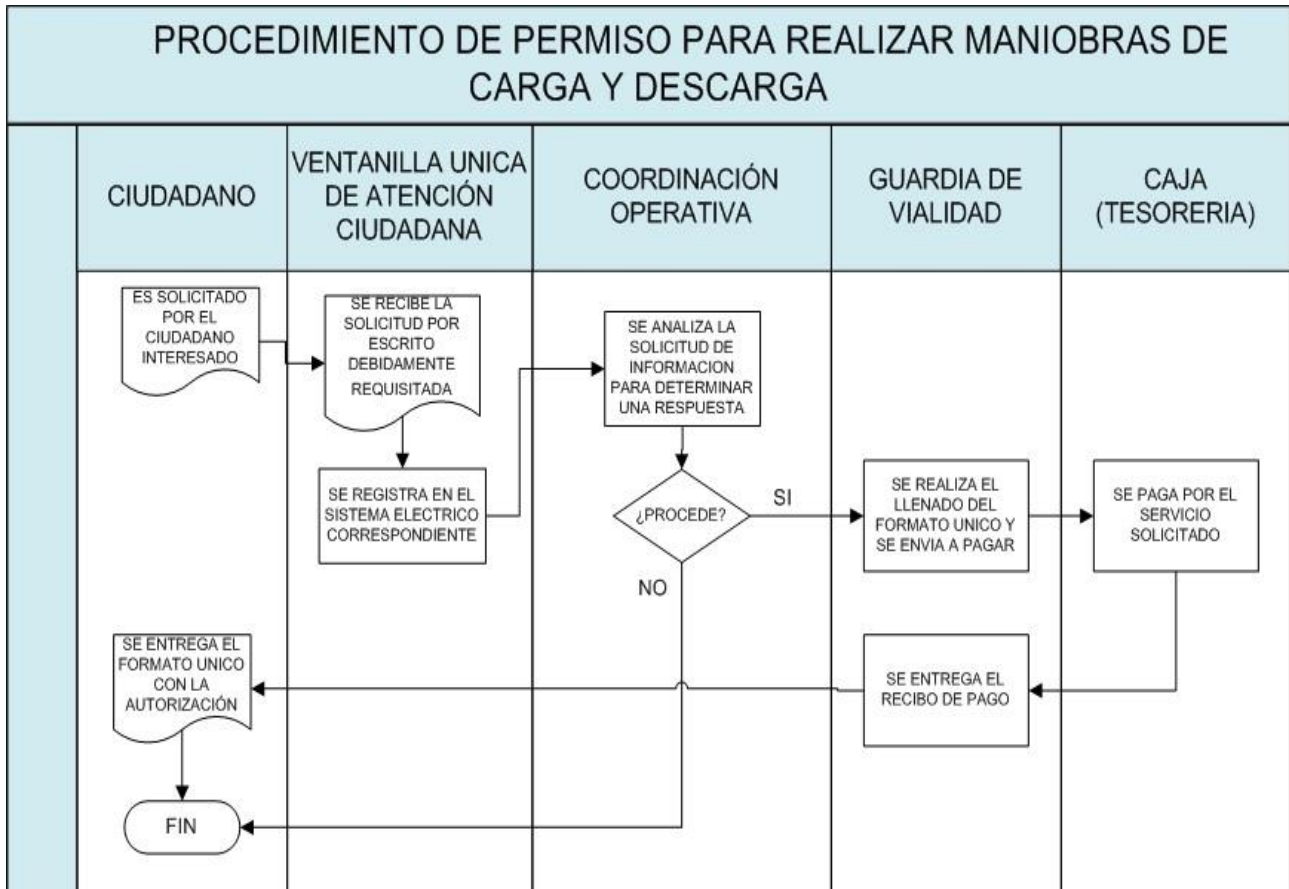 PROCEDIMIENTO DE PERMISO PARA REALIZAR MANIOBRAS DE
CARGA Y DESCARGA
CIUDADANO
VENTANILLA UNICA
DE ATENCIÓN
CIUDADANA
COORDINACIÓN
OPERATIVA
GUARDIA DE
VIALIDAD
CAJA
(TESORERIA)
ES SOLICITADO
POR EL
CIUDADANO
INTERESADO
SE RECIBE LA
SOLICITUD POR
ESCRITO
DEBIDAMENTE
REQUISITADA
SE REGISTRA EN EL
SISTEMA ELECTRICO
CORRESPONDIENTE
SE ANALIZA LA
SOLICITUD DE
INFORMACION
PARA DETERMINAR
UNA RESPUESTA
¿PROCEDE?
SI
NO
SE REALIZA EL
LLENADO DEL
FORMATO UNICO Y
SE ENVIA A PAGAR
SE PAGA POR EL
SERVICIO
SOLICITADO
SE ENTREGA EL
RECIBO DE PAGO
SE ENTREGA EL
FORMATO UNICO
CON LA
AUTORIZACIÓN
FIN